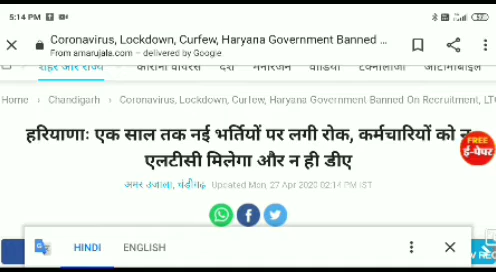 5:14 PM
Coronavirus, Lockdown, Curfew, Haryana Government Banned ...
From amarujala.com – delivered by Google
शहर और राज्य कोरोना वायरस देश मनोरंजन वीडियो टेक्नोलॉजी ऑटोमोबाइल
Home › Chandigarh › Coronavirus, Lockdown, Curfew, Haryana Government Banned On Recruitment, LT
हरियाणाः एक साल तक नई भर्तियों पर लगी रोक, कर्मचारियों को न
एलटीसी मिलेगा और न ही डीए
FREE
ई-पेपर
अमर उजाला, चंडीगढ़ Updated Mon, 27 Apr 2020 02:14 PM IST
HINDI ENGLISH